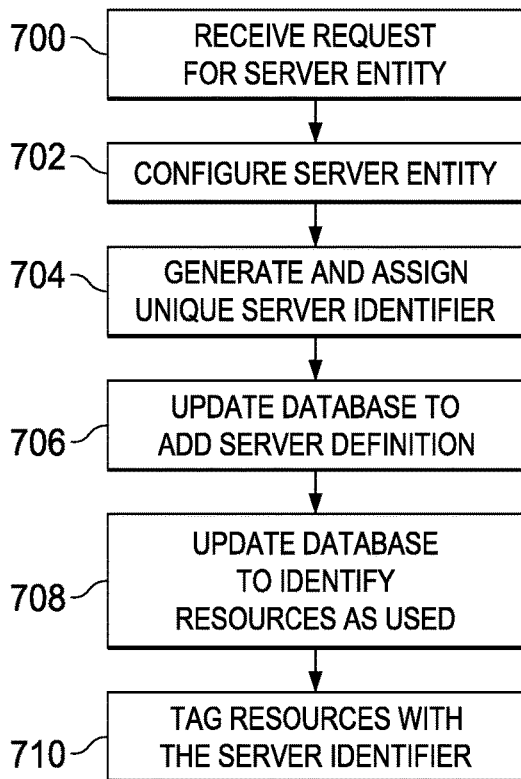 700
RECEIVE REQUEST
FOR SERVER ENTITY
702
CONFIGURE SERVER ENTITY
704
GENERATE AND ASSIGN
UNIQUE SERVER IDENTIFIER
706
UPDATE DATABASE TO
ADD SERVER DEFINITION
708
UPDATE DATABASE
TO IDENTIFY
RESOURCES AS USED
710
TAG RESOURCES WITH
THE SERVER IDENTIFIER